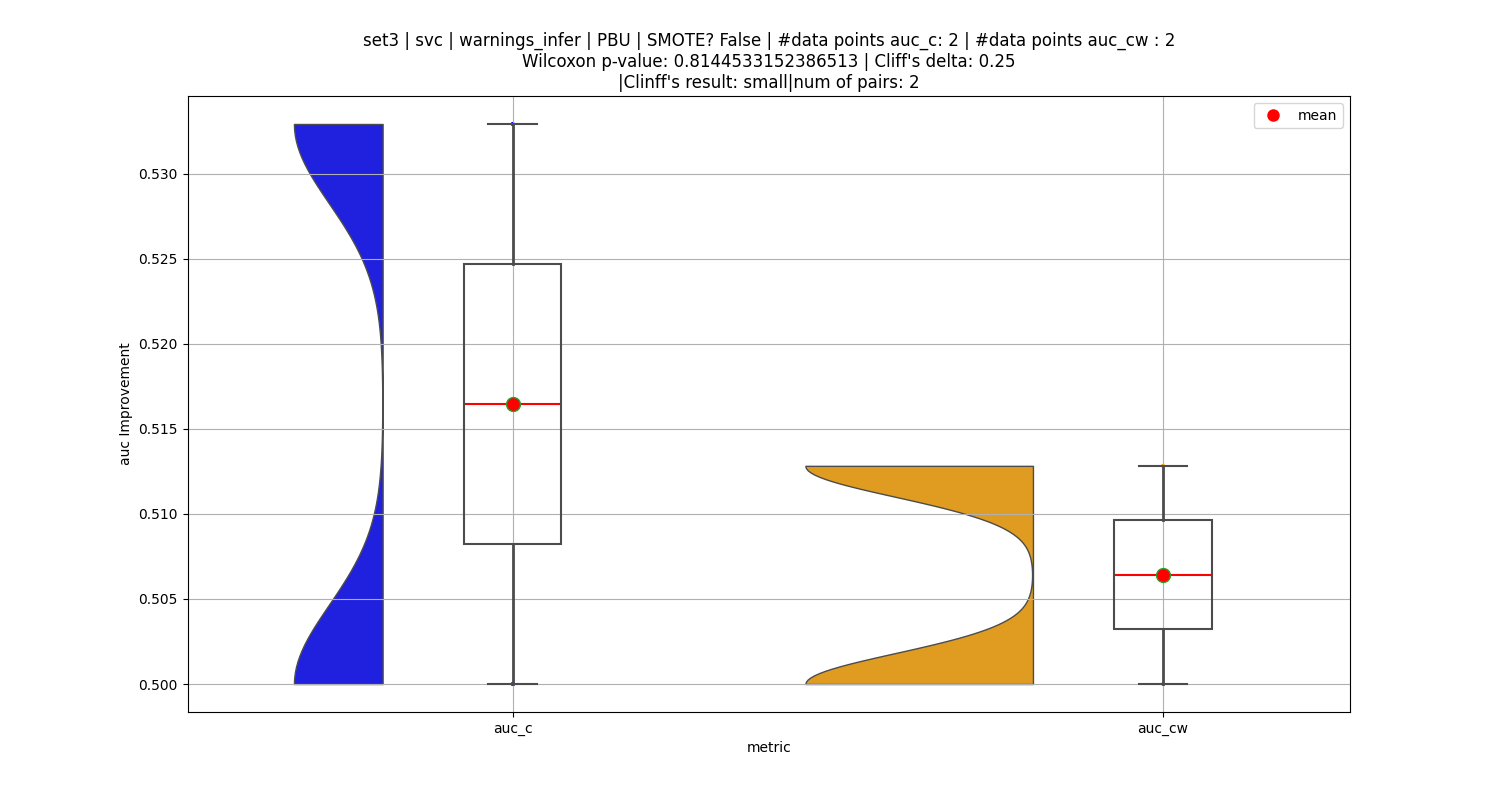 set3 | svc | warnings_infer | PBU | SMOTE? False | #data points auc_c: 2 | #data points auc_cw : 2
Wilcoxon p-value: 0.8144533152386513 | Cliff's delta: 0.25
|Clinff's result: small|num of pairs: 2
mean
0.530
0.525
0.520
0.515
0.510
0.505
0.500
auc Improvement
auc_c
auc_cw
metric